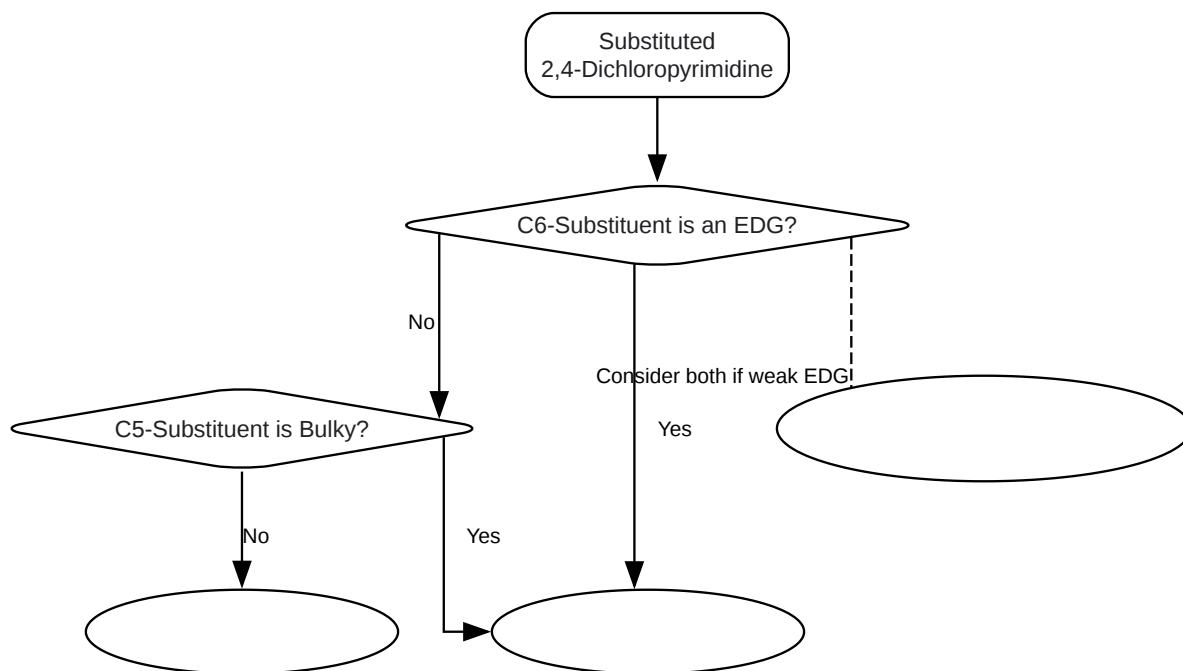 Substituted
2,4-Dichloropyrimidine
C6-Substituent is an EDG?
No
Consider both if weak EDG
C5-Substituent is Bulky?
Yes
No
Yes